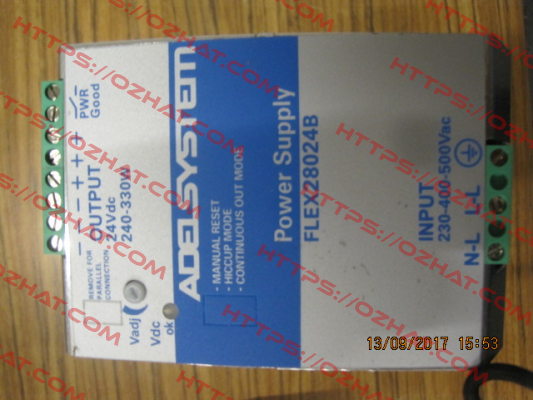 PWR
Good
- - + + +
OUTPUT
24Vdc
240-330W
REMOVE FOR
PARALLEL
CONNECTION
Vadj
Vdc
ok
ADELSYSTEM
- MANUAL RESET
- HICCUP MODE
- CONTINUOUS OUT MODE
Power Supply
FLEX28024B
INPUT
230-400-500Vac
N-L L L
13/09/2017 15:53
HTTPS://OZHAT.COM